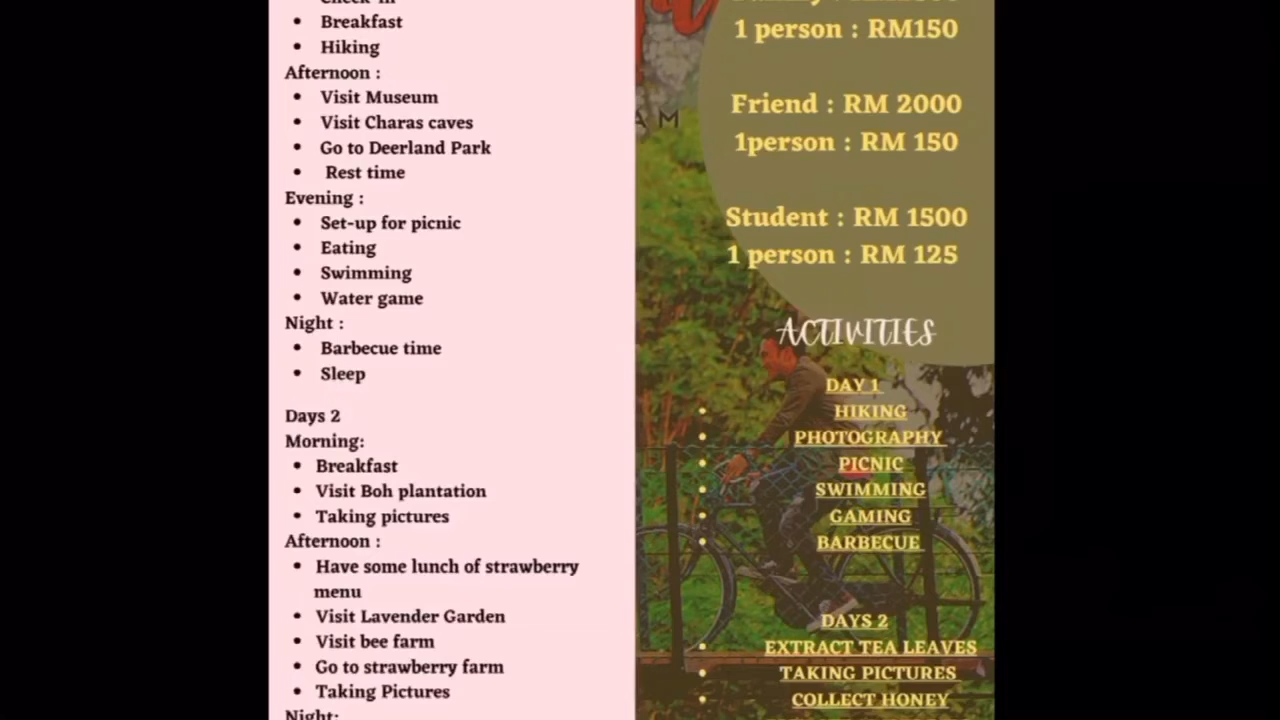 Breakfast
Hiking
Afternoon :
Visit Museum
Visit Charas caves
Go to Deerland Park
Rest time
Evening :
Set-up for picnic
Eating
Swimming
Water game
Night :
Barbecue time
Sleep
Days 2
Morning:
Breakfast
Visit Boh plantation
Taking pictures
Afternoon :
Have some lunch of strawberry
menu
Visit Lavender Garden
Visit bee farm
Go to strawberry farm
Taking Pictures
Night:
1 person : RM150
Friend : RM 2000
1person : RM 150
Student : RM 1500
1 person : RM 125
ACTIVITIES
DAY 1
HIKING
PHOTOGRAPHY
PICNIC
SWIMMING
GAMING
BARBECUE
DAYS 2
EXTRACT TEA LEAVES
TAKING PICTURES
COLLECT HONEY